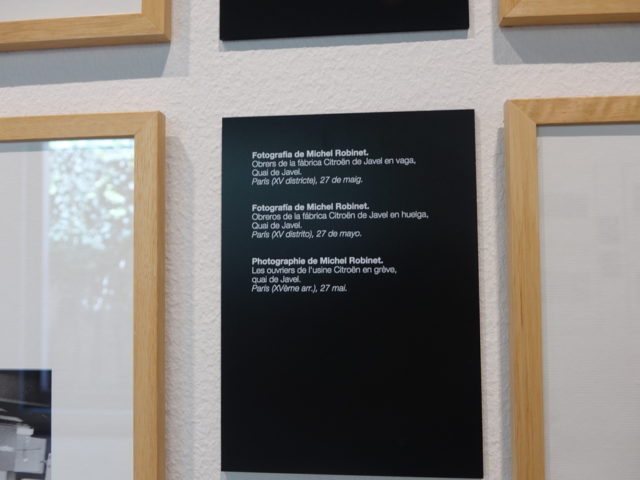 Fotografia de Michel Robinet.
Obrers de la fàbrica Citroën de Javel en vaga,
Quai de Javel.
París (XV districte), 27 de maig.
Fotografía de Michel Robinet.
Obreros de la fábrica Citroën de Javel en huelga,
Quai de Javel.
París (XV distrito), 27 de mayo.
Photographie de Michel Robinet.
Les ouvriers de l'usine Citroën en grève,
quai de Javel.
Paris (XVème arr.), 27 mai.